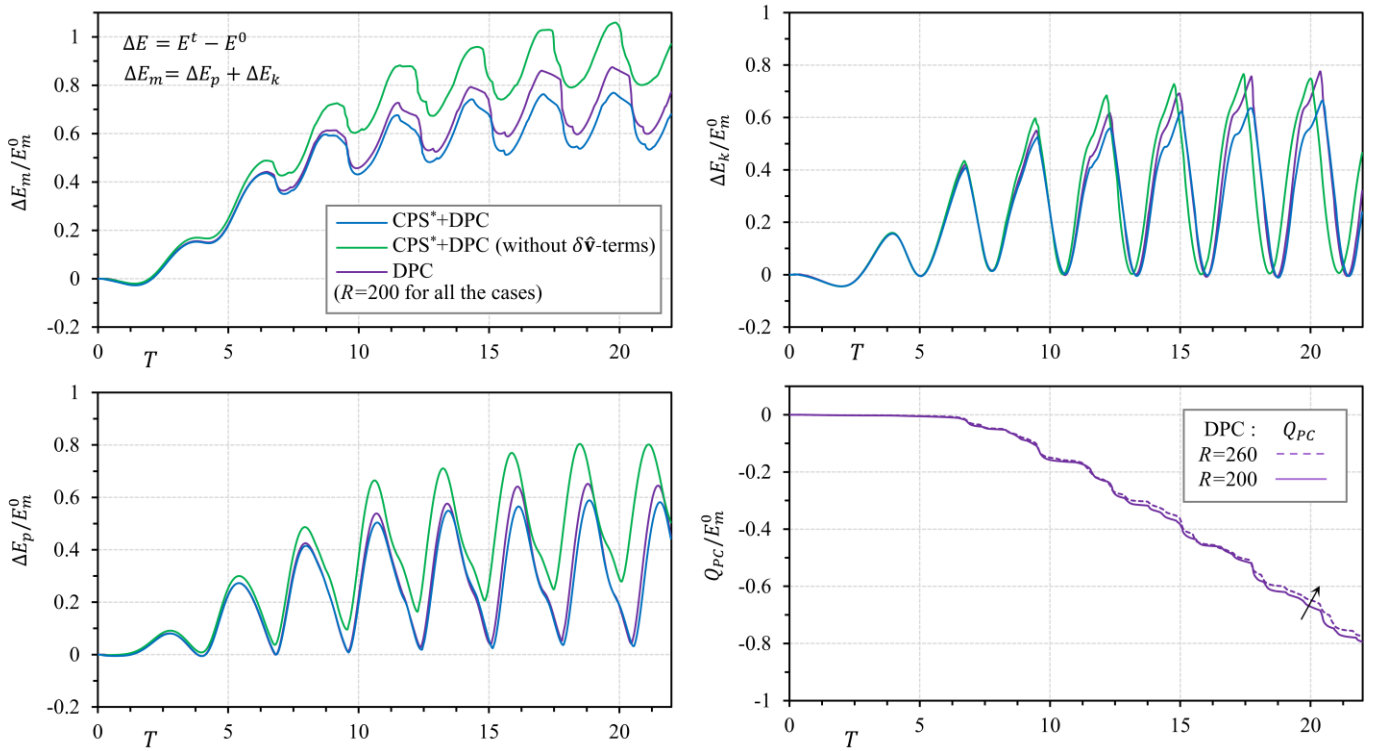 ΔE = E^t − E^0
ΔE_m = ΔE_p + ΔE_k
ΔE_m/E_m^0
1
0.8
0.6
0.4
0.2
0
-0.2
CPS*+DPC
CPS*+DPC (without δv̂-terms)
DPC
(R=200 for all the cases)
0 5 10 15 20
T
ΔE_k/E_m^0
1
0.8
0.6
0.4
0.2
0
-0.2
0 5 10 15 20
T
ΔE_p/E_m^0
1
0.8
0.6
0.4
0.2
0
-0.2
0 5 10 15 20
T
Q_PC/E_m^0
0
-0.2
-0.4
-0.6
-0.8
-1
DPC : Q_PC
R=260
R=200
0 5 10 15 20
T